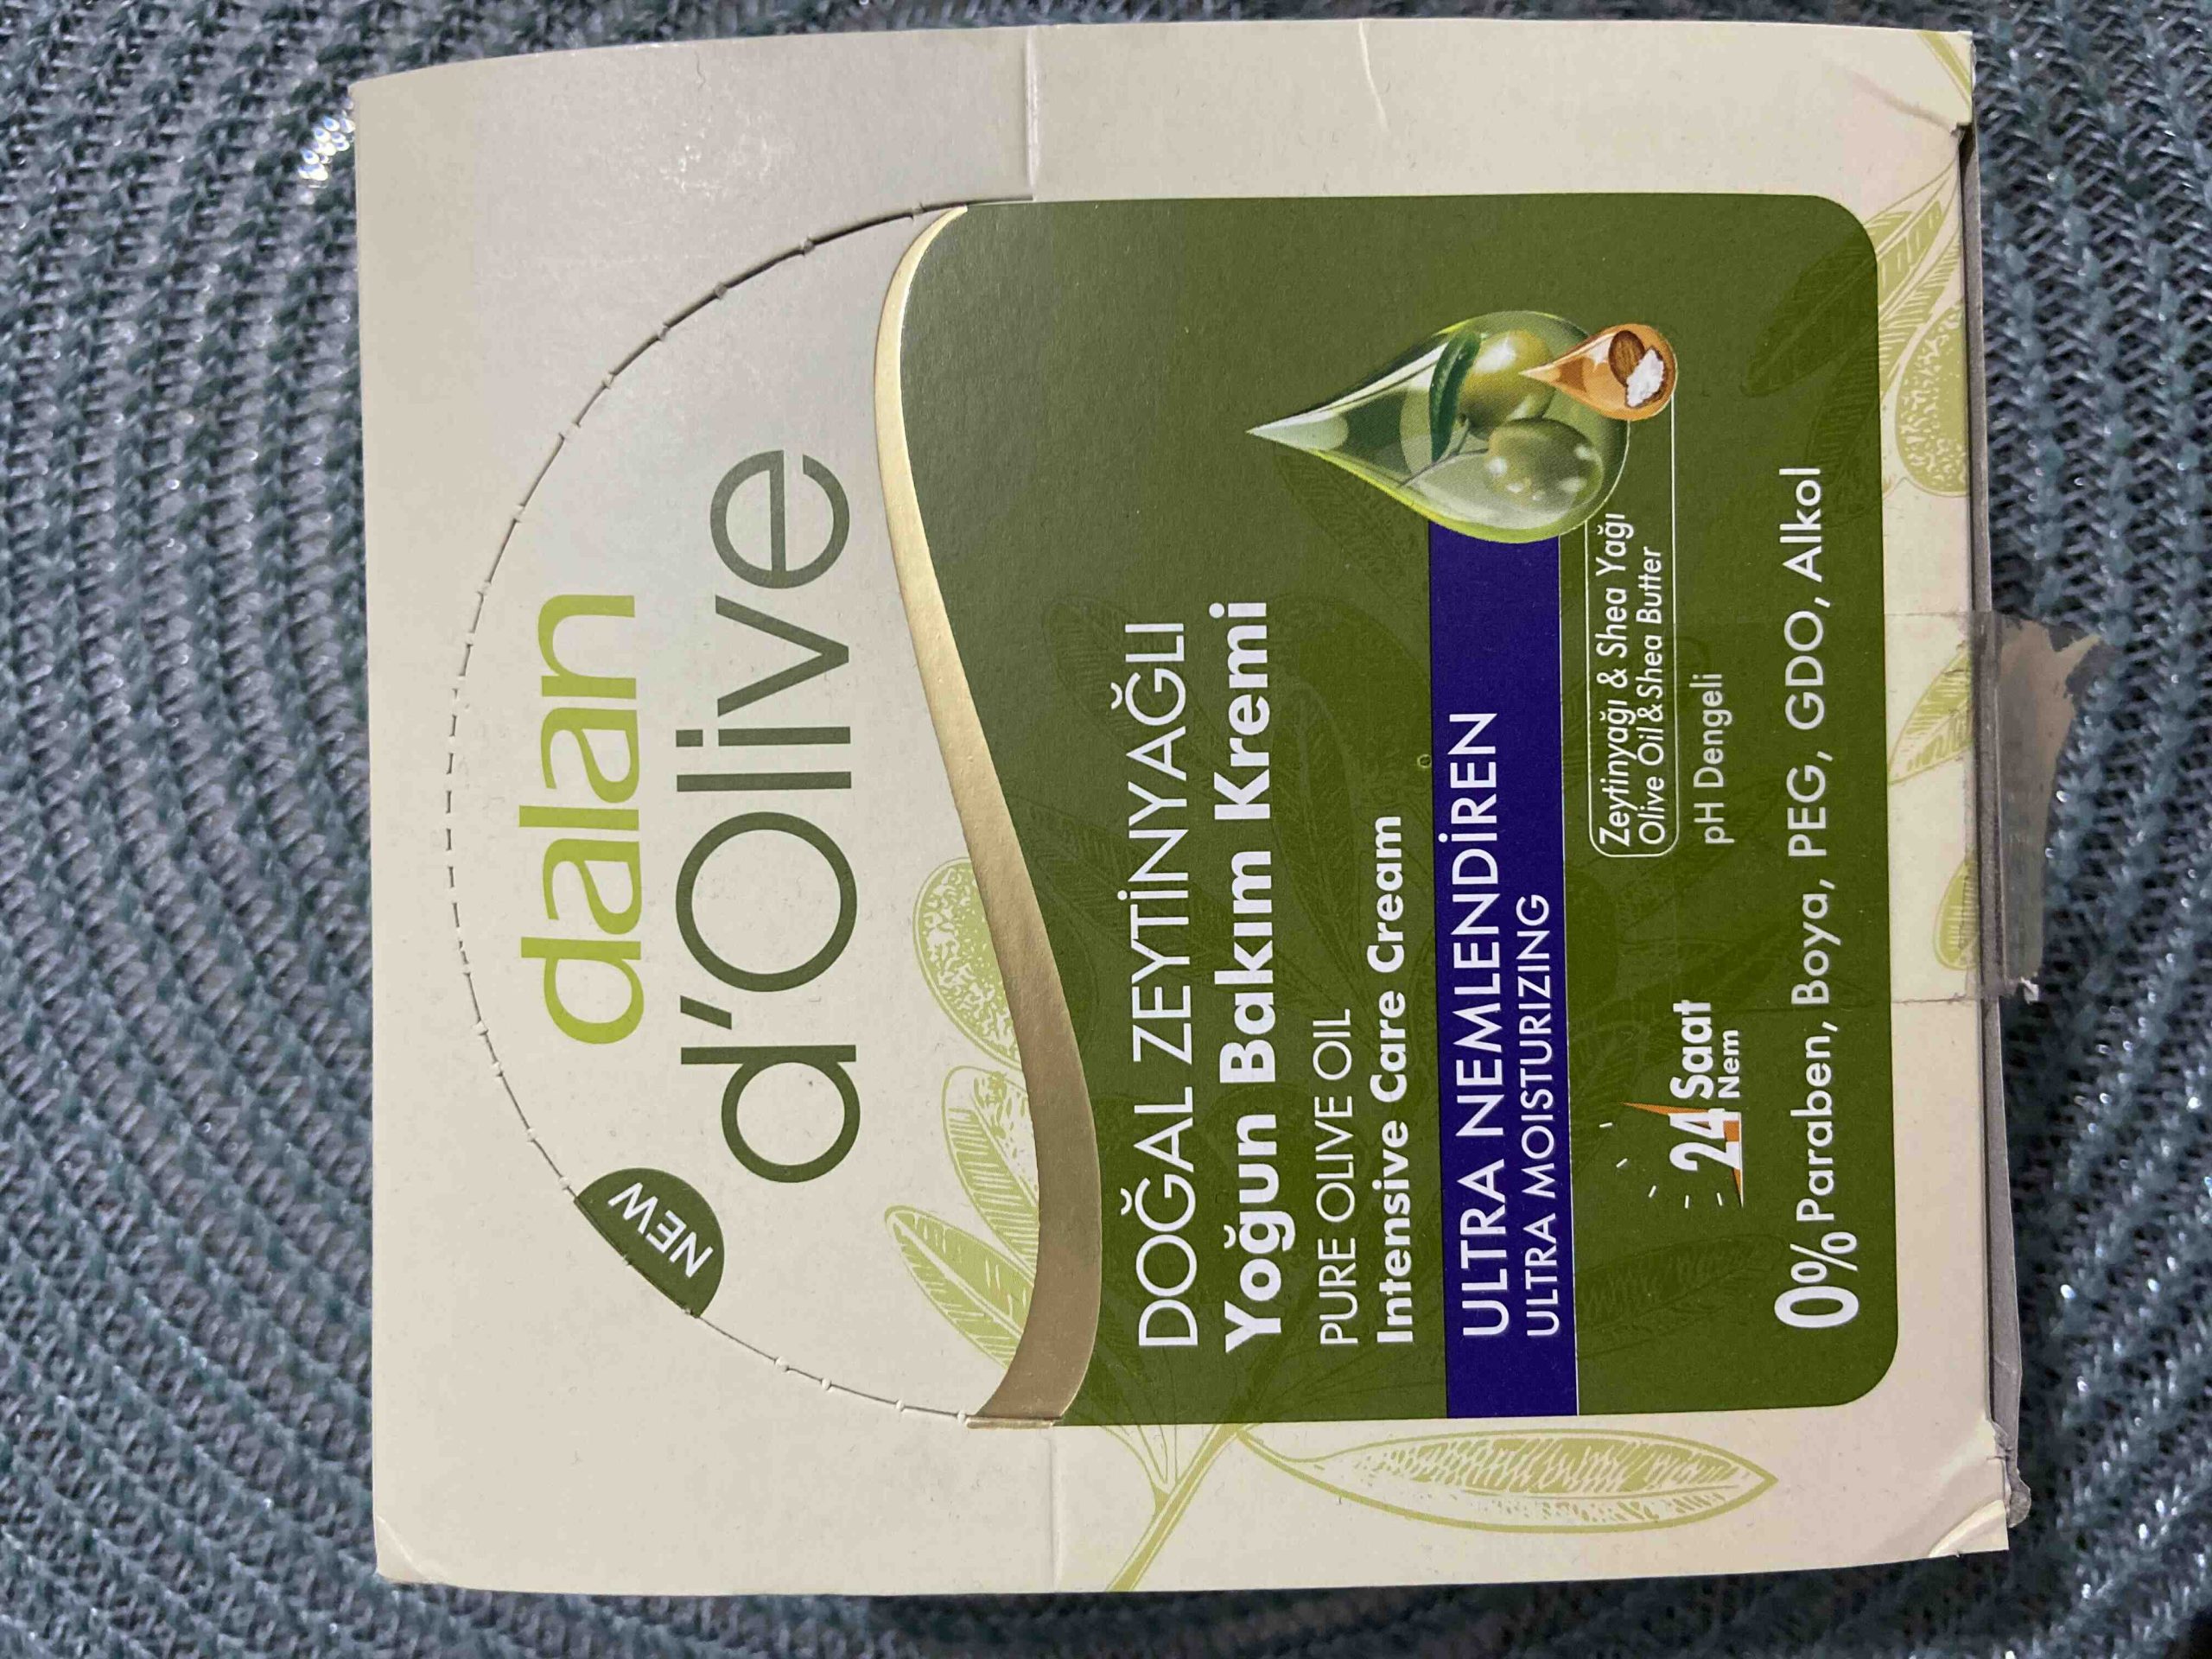 NEW
dalan
d'Olive
DOĞAL ZEYTİNYAĞLI
Yoğun Bakım Kremi
PURE OLIVE OIL
Intensive Care Cream
ULTRA NEMLENDİREN
ULTRA MOISTURIZING
Zeytinyağı & Shea Yağı
Olive Oil & Shea Butter
24 Saat
Nem
pH Dengeli
0% Paraben, Boya, PEG, GDO, Alkol